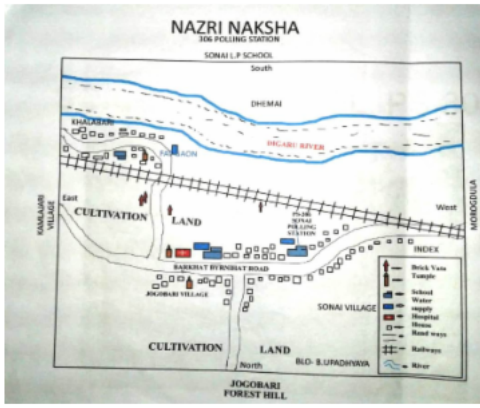 NAZRI NAKSHA
306 POLLING STATION
SONAI L.P SCHOOL
South
DHEMAI
KHALABARI
DIGARU RIVER
MOROGDULA
KAMLAJARI
VILLAGE
East
West
CULTIVATION
LAND
POLLING
STATION
INDEX
BARKHAT BYRNIHAT ROAD
JOGOBARI VILLAGE
SONAI VILLAGE
Brick Vata
Temple
School
Water
supply
Hospital
House
Road ways
Railways
River
CULTIVATION
LAND
BLO- B.UPADHYAYA
North
JOGOBARI
FOREST HILL